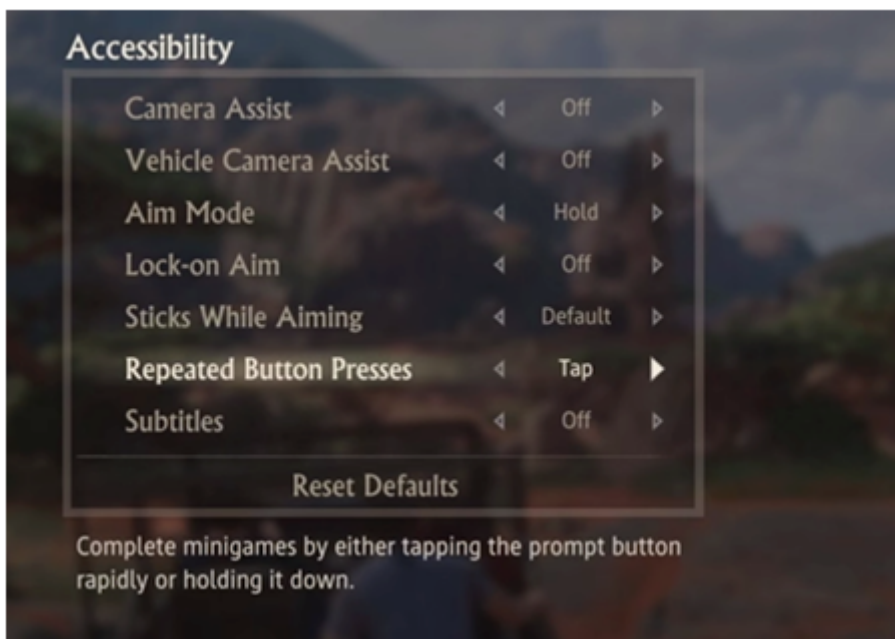 Accessibility
Camera Assist Off
Vehicle Camera Assist Off
Aim Mode Hold
Lock-on Aim Off
Sticks While Aiming Default
Repeated Button Presses Tap
Subtitles Off
Reset Defaults
Complete minigames by either tapping the prompt button
rapidly or holding it down.